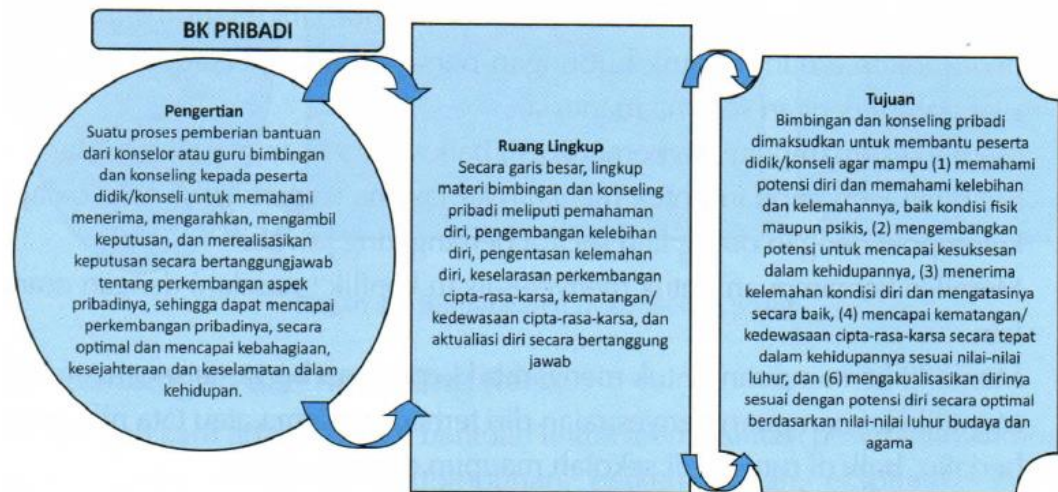 BK PRIBADI
Pengertian
Suatu proses pemberian bantuan
dari konselor atau guru bimbingan
dan konseling kepada peserta
didik/konseli untuk memahami
menerima, mengarahkan, mengambil
keputusan, dan merealisasikan
keputusan secara bertanggungjawab
tentang perkembangan aspek
pribadinya, sehingga dapat mencapai
perkembangan pribadinya, secara
optimal dan mencapai kebahagiaan,
kesejahteraan dan keselamatan dalam
kehidupan.
Ruang Lingkup
Secara garis besar, lingkup
materi bimbingan dan konseling
pribadi meliputi pemahaman
diri, pengembangan kelebihan
diri, pengentasan kelemahan
diri, keselarasan perkembangan
cipta-rasa-karsa, kematangan/
kedewasaan cipta-rasa-karsa, dan
aktualiasi diri secara bertanggung
jawab
Tujuan
Bimbingan dan konseling pribadi
dimaksudkan untuk membantu peserta
didik/konseli agar mampu (1) memahami
potensi diri dan memahami kelebihan
dan kelemahannya, baik kondisi fisik
maupun psikis, (2) mengembangkan
potensi untuk mencapai kesuksesan
dalam kehidupannya, (3) menerima
kelemahan kondisi diri dan mengatasinya
secara baik, (4) mencapai kematangan/
kedewasaan cipta-rasa-karsa secara tepat
dalam kehidupannya sesuai nilai-nilai
luhur, dan (6) mengakualisasikan dirinya
sesuai dengan potensi diri secara optimal
berdasarkan nilai-nilai luhur budaya dan
agama